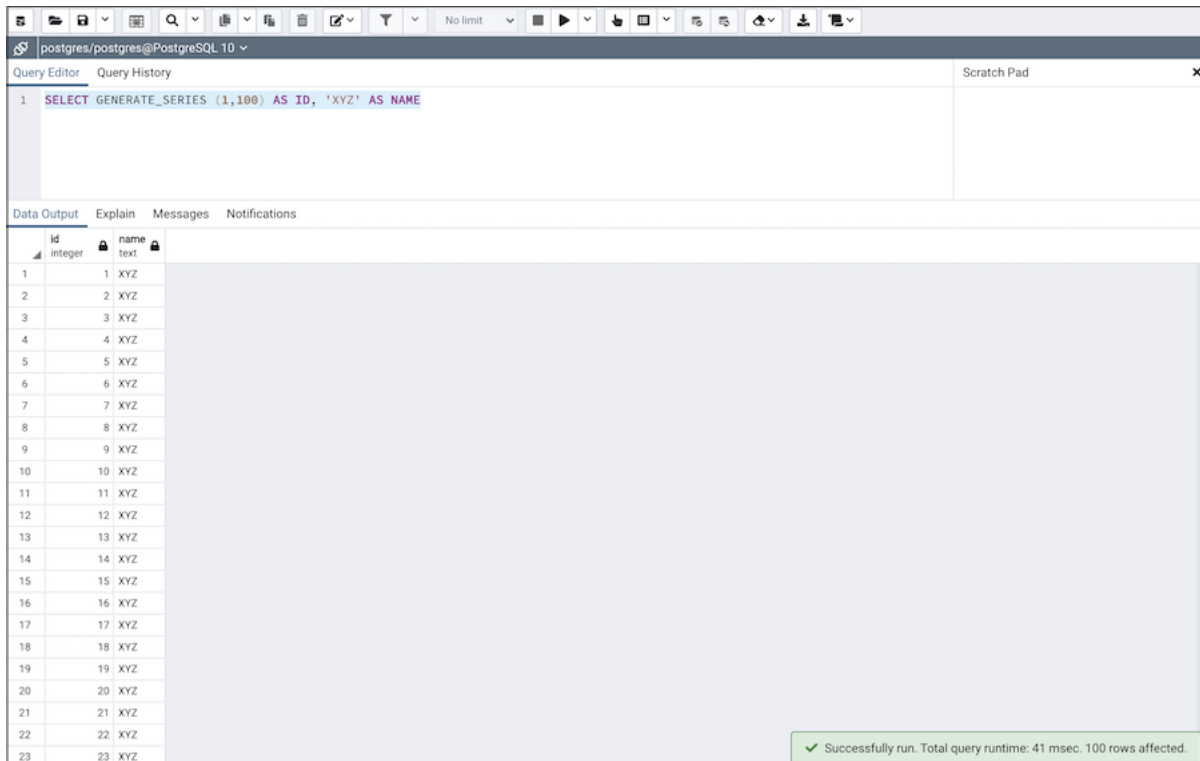 No limit
postgres/postgres@PostgreSQL 10
Query Editor Query History Scratch Pad
1 SELECT GENERATE_SERIES (1,100) AS ID, 'XYZ' AS NAME
Data Output Explain Messages Notifications
id name
integer text
1 1 XYZ
2 2 XYZ
3 3 XYZ
4 4 XYZ
5 5 XYZ
6 6 XYZ
7 7 XYZ
8 8 XYZ
9 9 XYZ
10 10 XYZ
11 11 XYZ
12 12 XYZ
13 13 XYZ
14 14 XYZ
15 15 XYZ
16 16 XYZ
17 17 XYZ
18 18 XYZ
19 19 XYZ
20 20 XYZ
21 21 XYZ
22 22 XYZ
23 23 XYZ
Successfully run. Total query runtime: 41 msec. 100 rows affected.